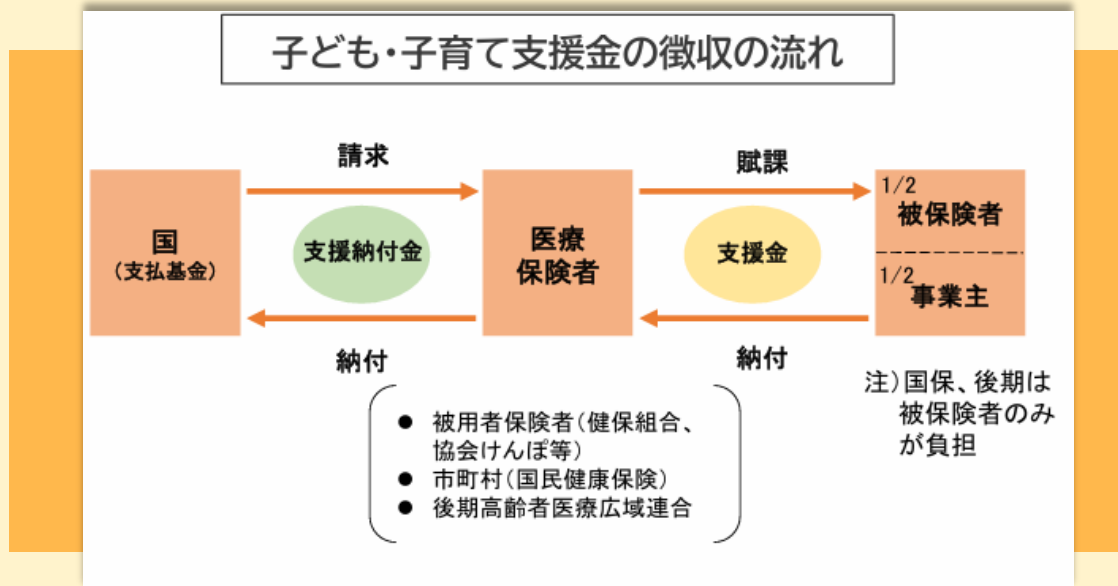 子ども・子育て支援金の徴収の流れ
請求
賦課
国
(支払基金)
支援納付金
医療
保険者
支援金
1/2
被保険者
1/2
事業主
納付
納付
● 被用者保険者(健保組合、
協会けんぽ等)
● 市町村(国民健康保険)
● 後期高齢者医療広域連合
注)国保、後期は
被保険者のみ
が負担